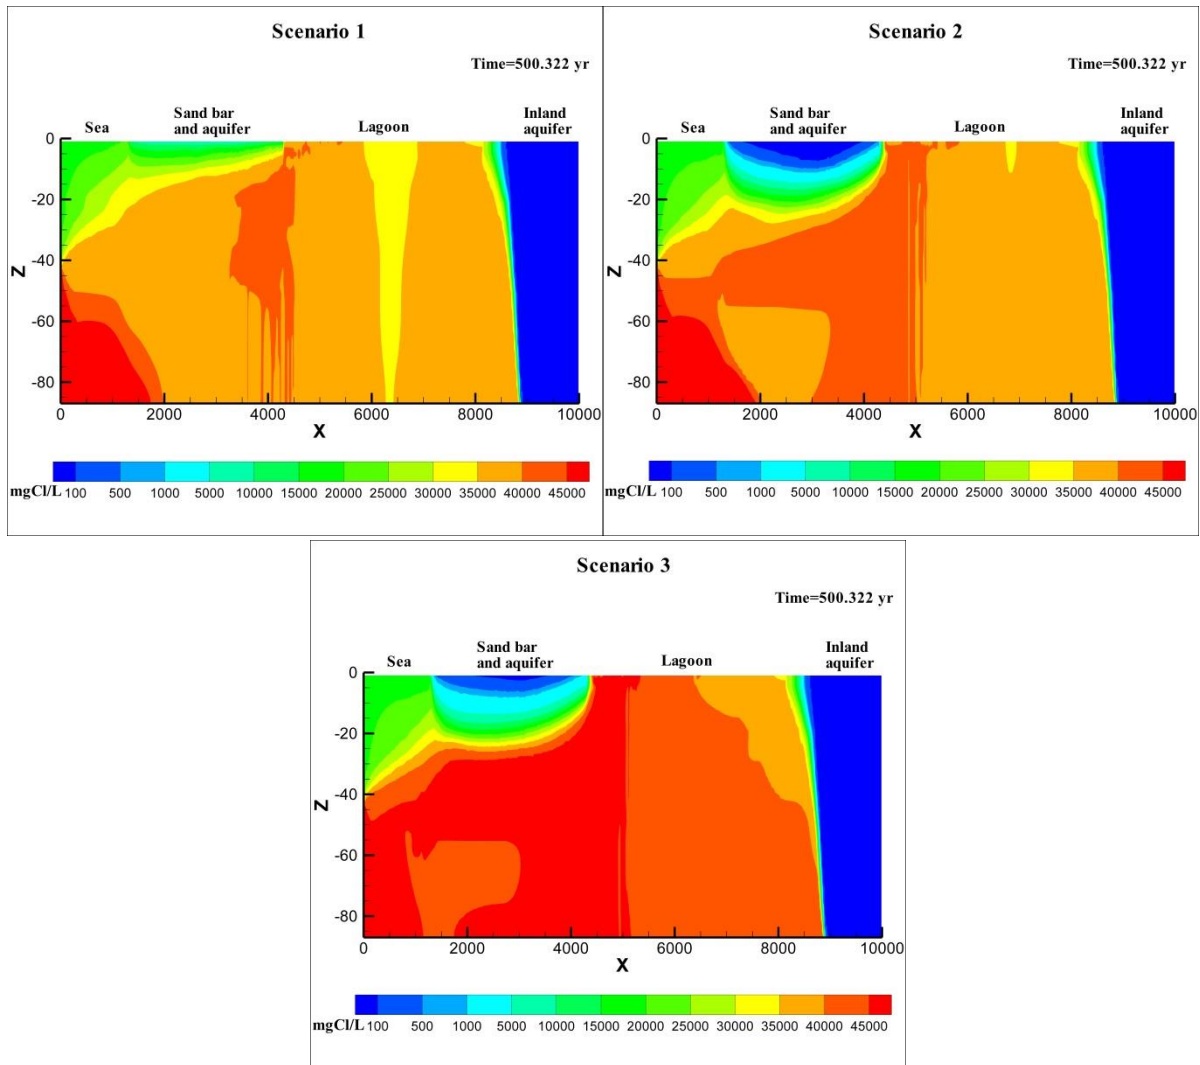 Scenario 1
Time=500.322 yr
Sea
Sand bar
and aquifer
Lagoon
Inland
aquifer
0
-20
-40
-60
-80
Z
0 2000 4000 6000 8000 10000
X
mgCl/L 100 500 1000 5000 10000 15000 20000 25000 30000 35000 40000 45000
Scenario 2
Time=500.322 yr
Sea
Sand bar
and aquifer
Lagoon
Inland
aquifer
0
-20
-40
-60
-80
Z
0 2000 4000 6000 8000 10000
X
mgCl/L 100 500 1000 5000 10000 15000 20000 25000 30000 35000 40000 45000
Scenario 3
Time=500.322 yr
Sea
Sand bar
and aquifer
Lagoon
Inland
aquifer
0
-20
-40
-60
-80
Z
0 2000 4000 6000 8000 10000
X
mgCl/L 100 500 1000 5000 10000 15000 20000 25000 30000 35000 40000 45000